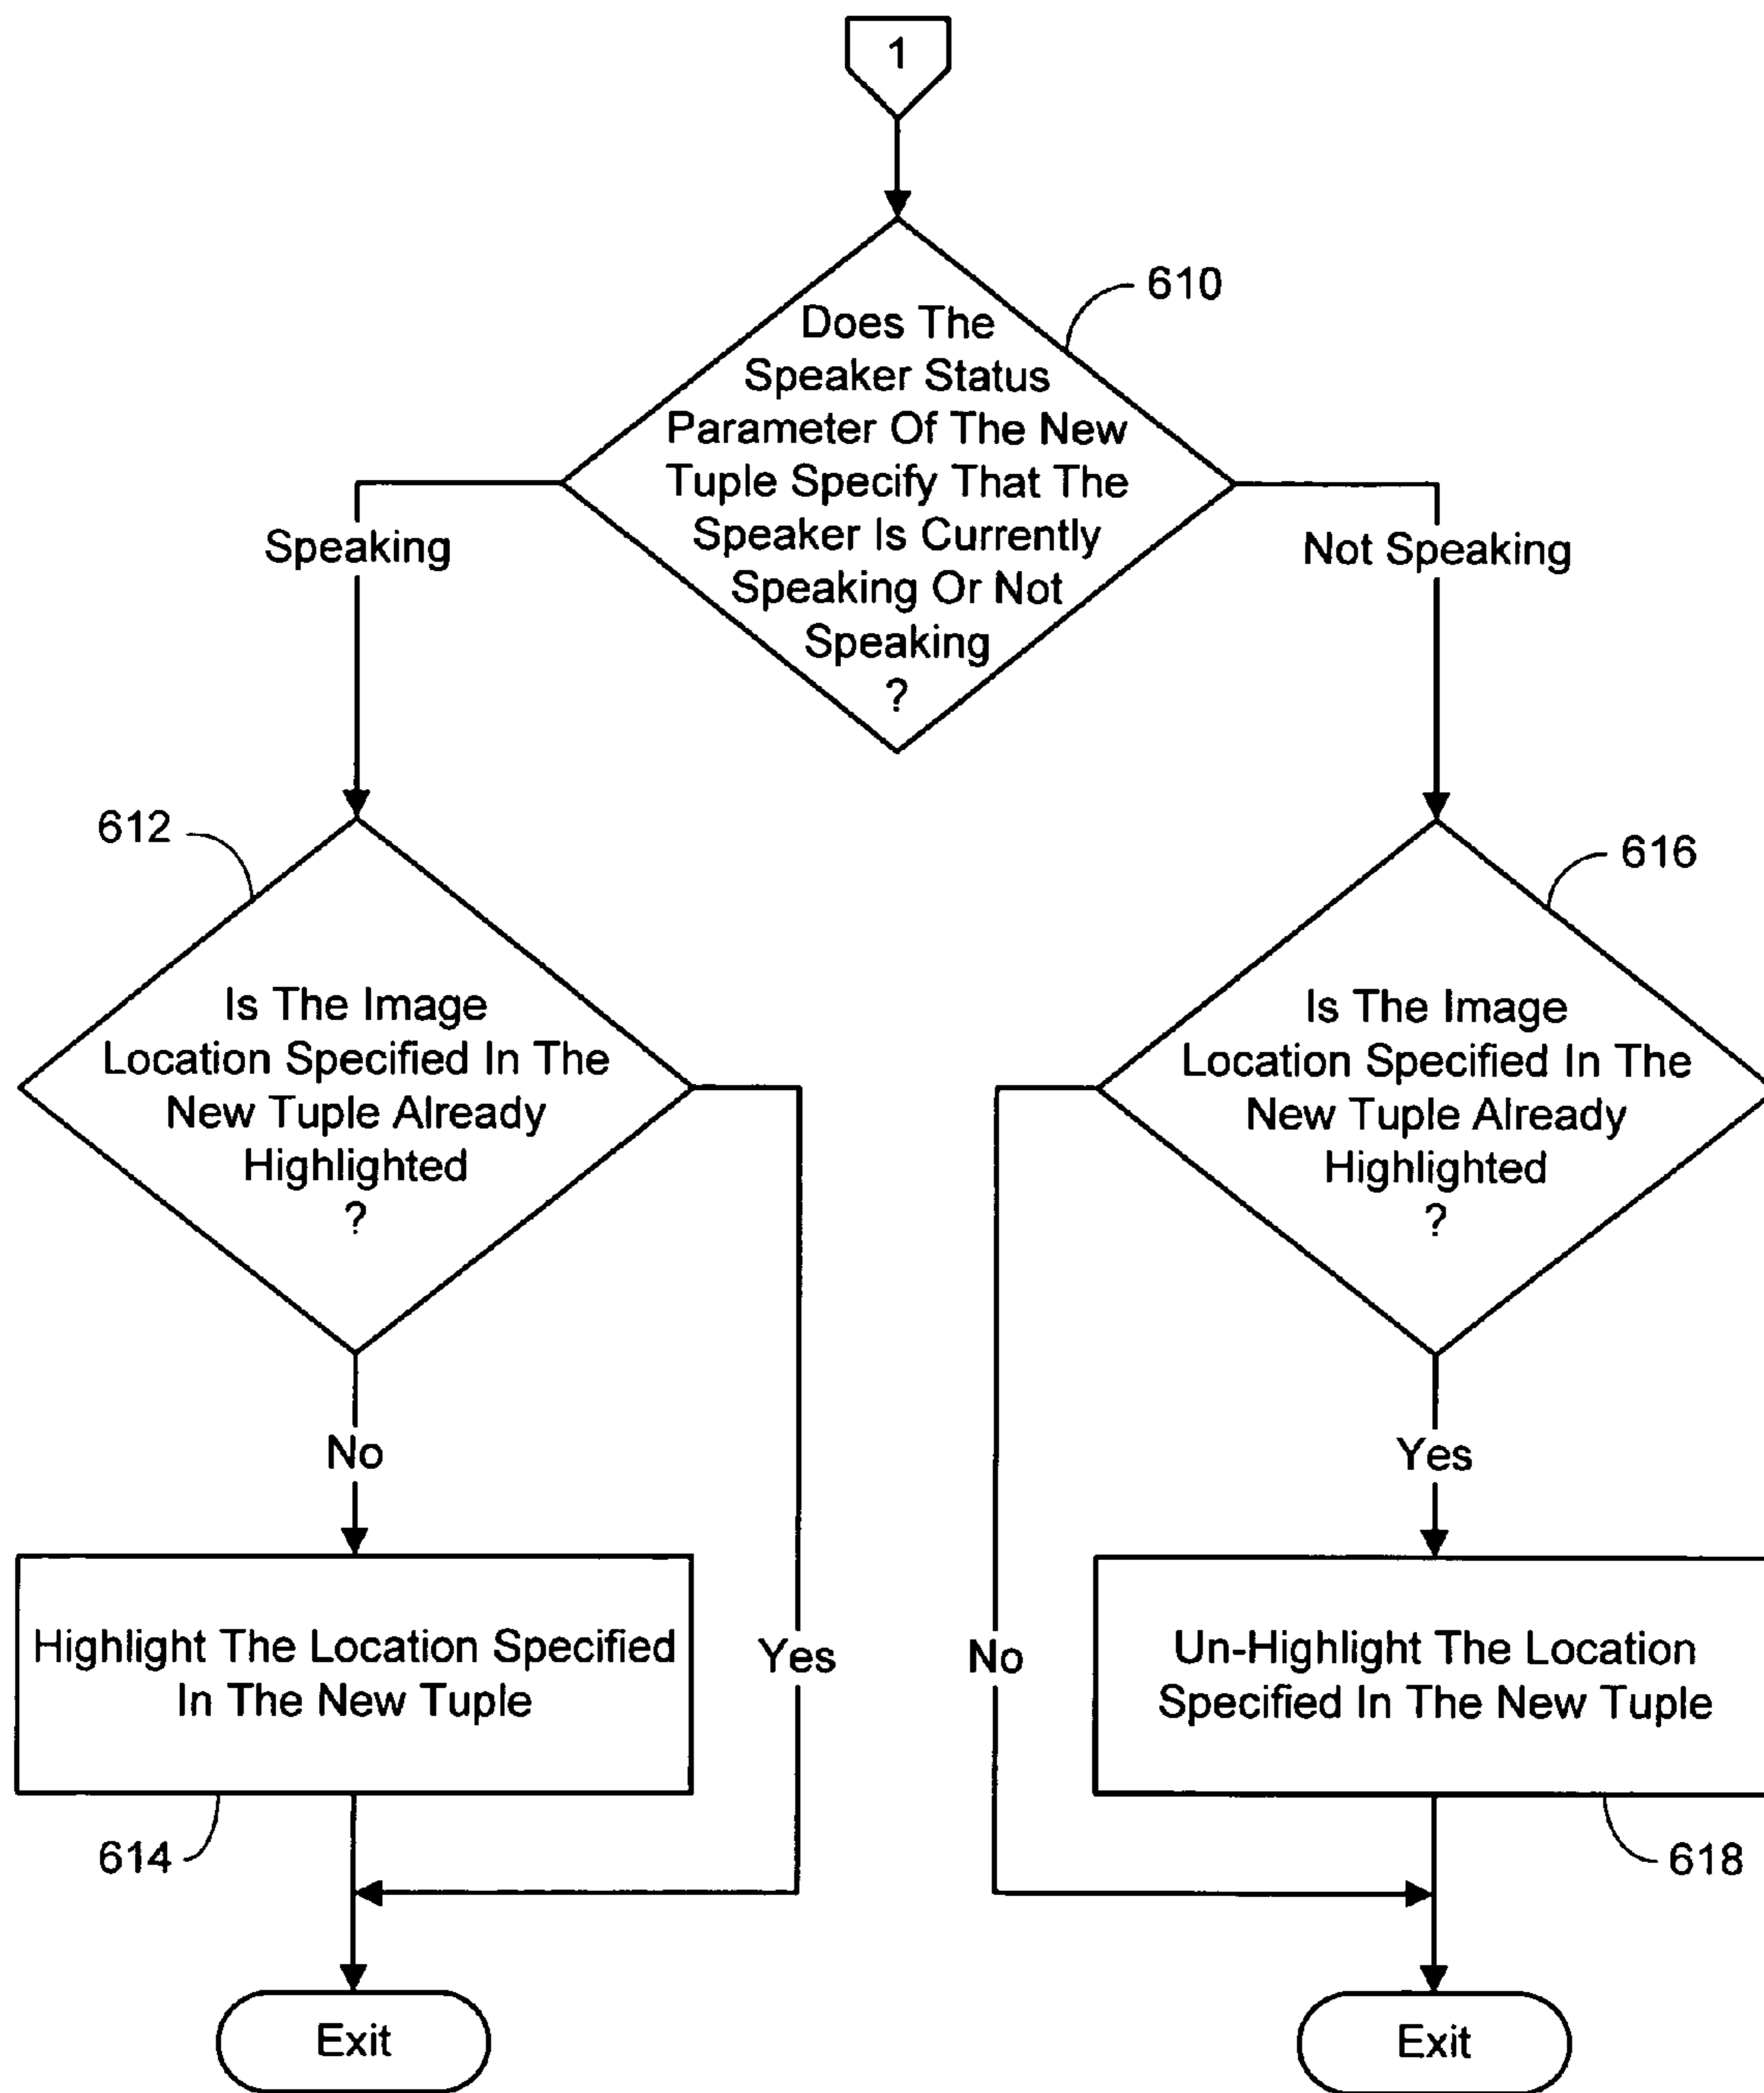 1
610
Does The
Speaker Status
Parameter Of The New
Tuple Specify That The
Speaker Is Currently
Speaking Or Not
Speaking
?
Speaking
Not Speaking
612
Is The Image
Location Specified In The
New Tuple Already
Highlighted
?
616
Is The Image
Location Specified In The
New Tuple Already
Highlighted
?
No
Yes
Highlight The Location Specified
In The New Tuple
Yes
No
Un-Highlight The Location
Specified In The New Tuple
614
618
Exit
Exit